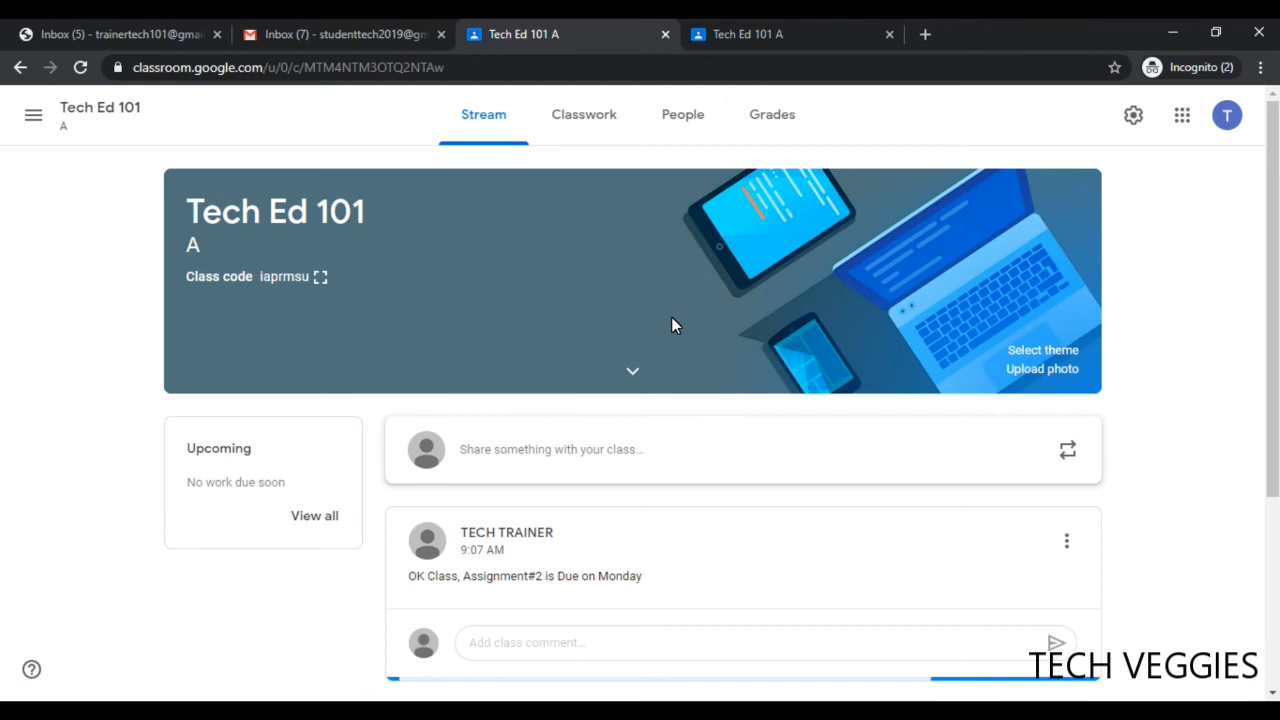 Inbox (5) - trainertech101@gmai
Inbox (7) - studenttech2019@gm
Tech Ed 101 A
Tech Ed 101 A
classroom.google.com/u/0/c/MTM4NTM3OTQ2NTAw
Incognito (2)
Tech Ed 101
A
Stream
Classwork
People
Grades
T
Tech Ed 101
A
Class code iaprmsu
Select theme
Upload photo
Upcoming
No work due soon
View all
Share something with your class...
TECH TRAINER
9:07 AM
OK Class, Assignment#2 is Due on Monday
Add class comment...
TECH VEGGIES